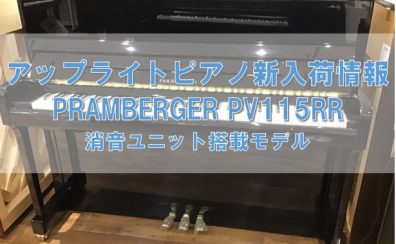 アップライトピアノ新入荷情報
PRAMBERGER PV115RR
消音ユニット搭載モデル